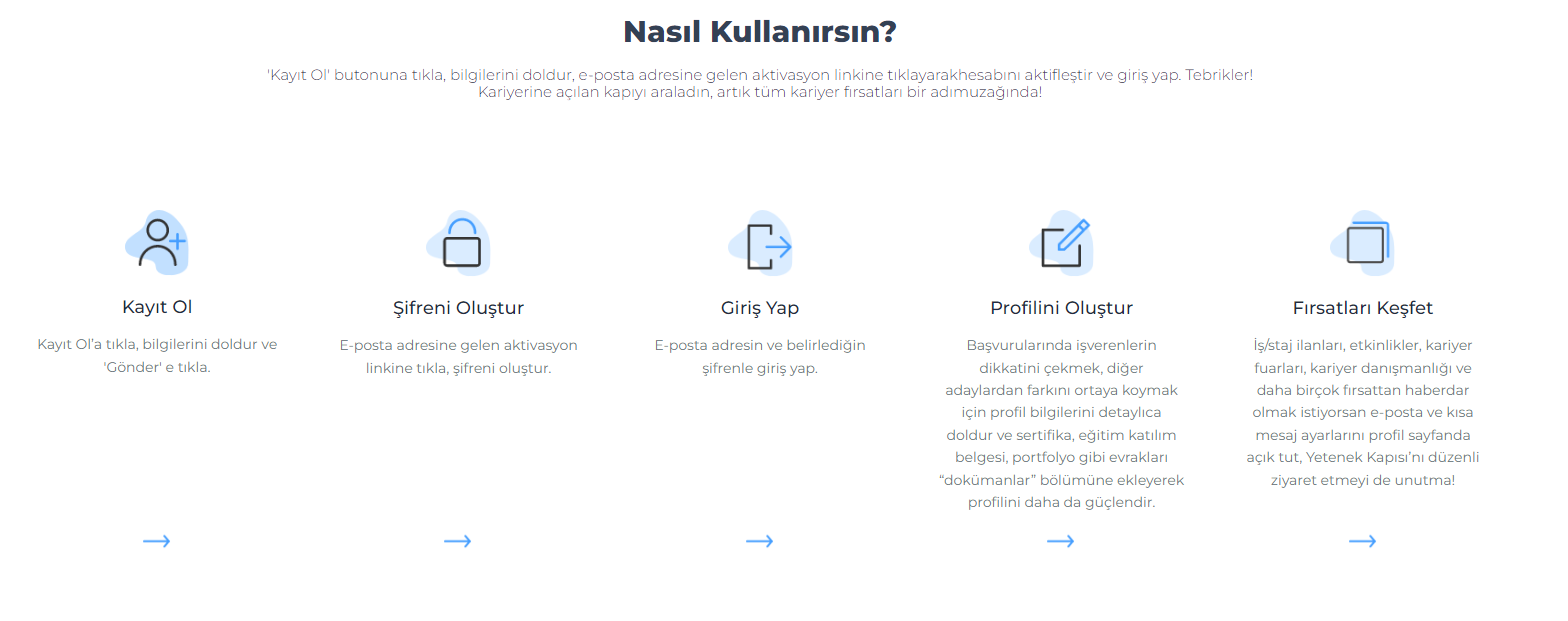 Nasıl Kullanırsın?
'Kayıt Ol' butonuna tıkla, bilgilerini doldur, e-posta adresine gelen aktivasyon linkine tıklayarakhesabını aktifleştir ve giriş yap. Tebrikler!
Kariyerine açılan kapıyı araladın, artık tüm kariyer fırsatları bir adımuzağında!
Kayıt Ol
Kayıt Ol’a tıkla, bilgilerini doldur ve
'Gönder' e tıkla.
Şifreni Oluştur
E-posta adresine gelen aktivasyon
linkine tıkla, şifreni oluştur.
Giriş Yap
E-posta adresin ve belirlediğin
şifrenle giriş yap.
Profilini Oluştur
Başvurularında işverenlerin
dikkatini çekmek, diğer
adaylardan farkını ortaya koymak
için profil bilgilerini detaylıca
doldur ve sertifika, eğitim katılım
belgesi, portfolyo gibi evrakları
“dokümanlar” bölümüne ekleyerek
profilini daha da güçlendir.
Fırsatları Keşfet
İş/staj ilanları, etkinlikler, kariyer
fuarları, kariyer danışmanlığı ve
daha birçok fırsattan haberdar
olmak istiyorsan e-posta ve kısa
mesaj ayarlarını profil sayfanda
açık tut, Yetenek Kapısı’nı düzenli
ziyaret etmeyi de unutma!